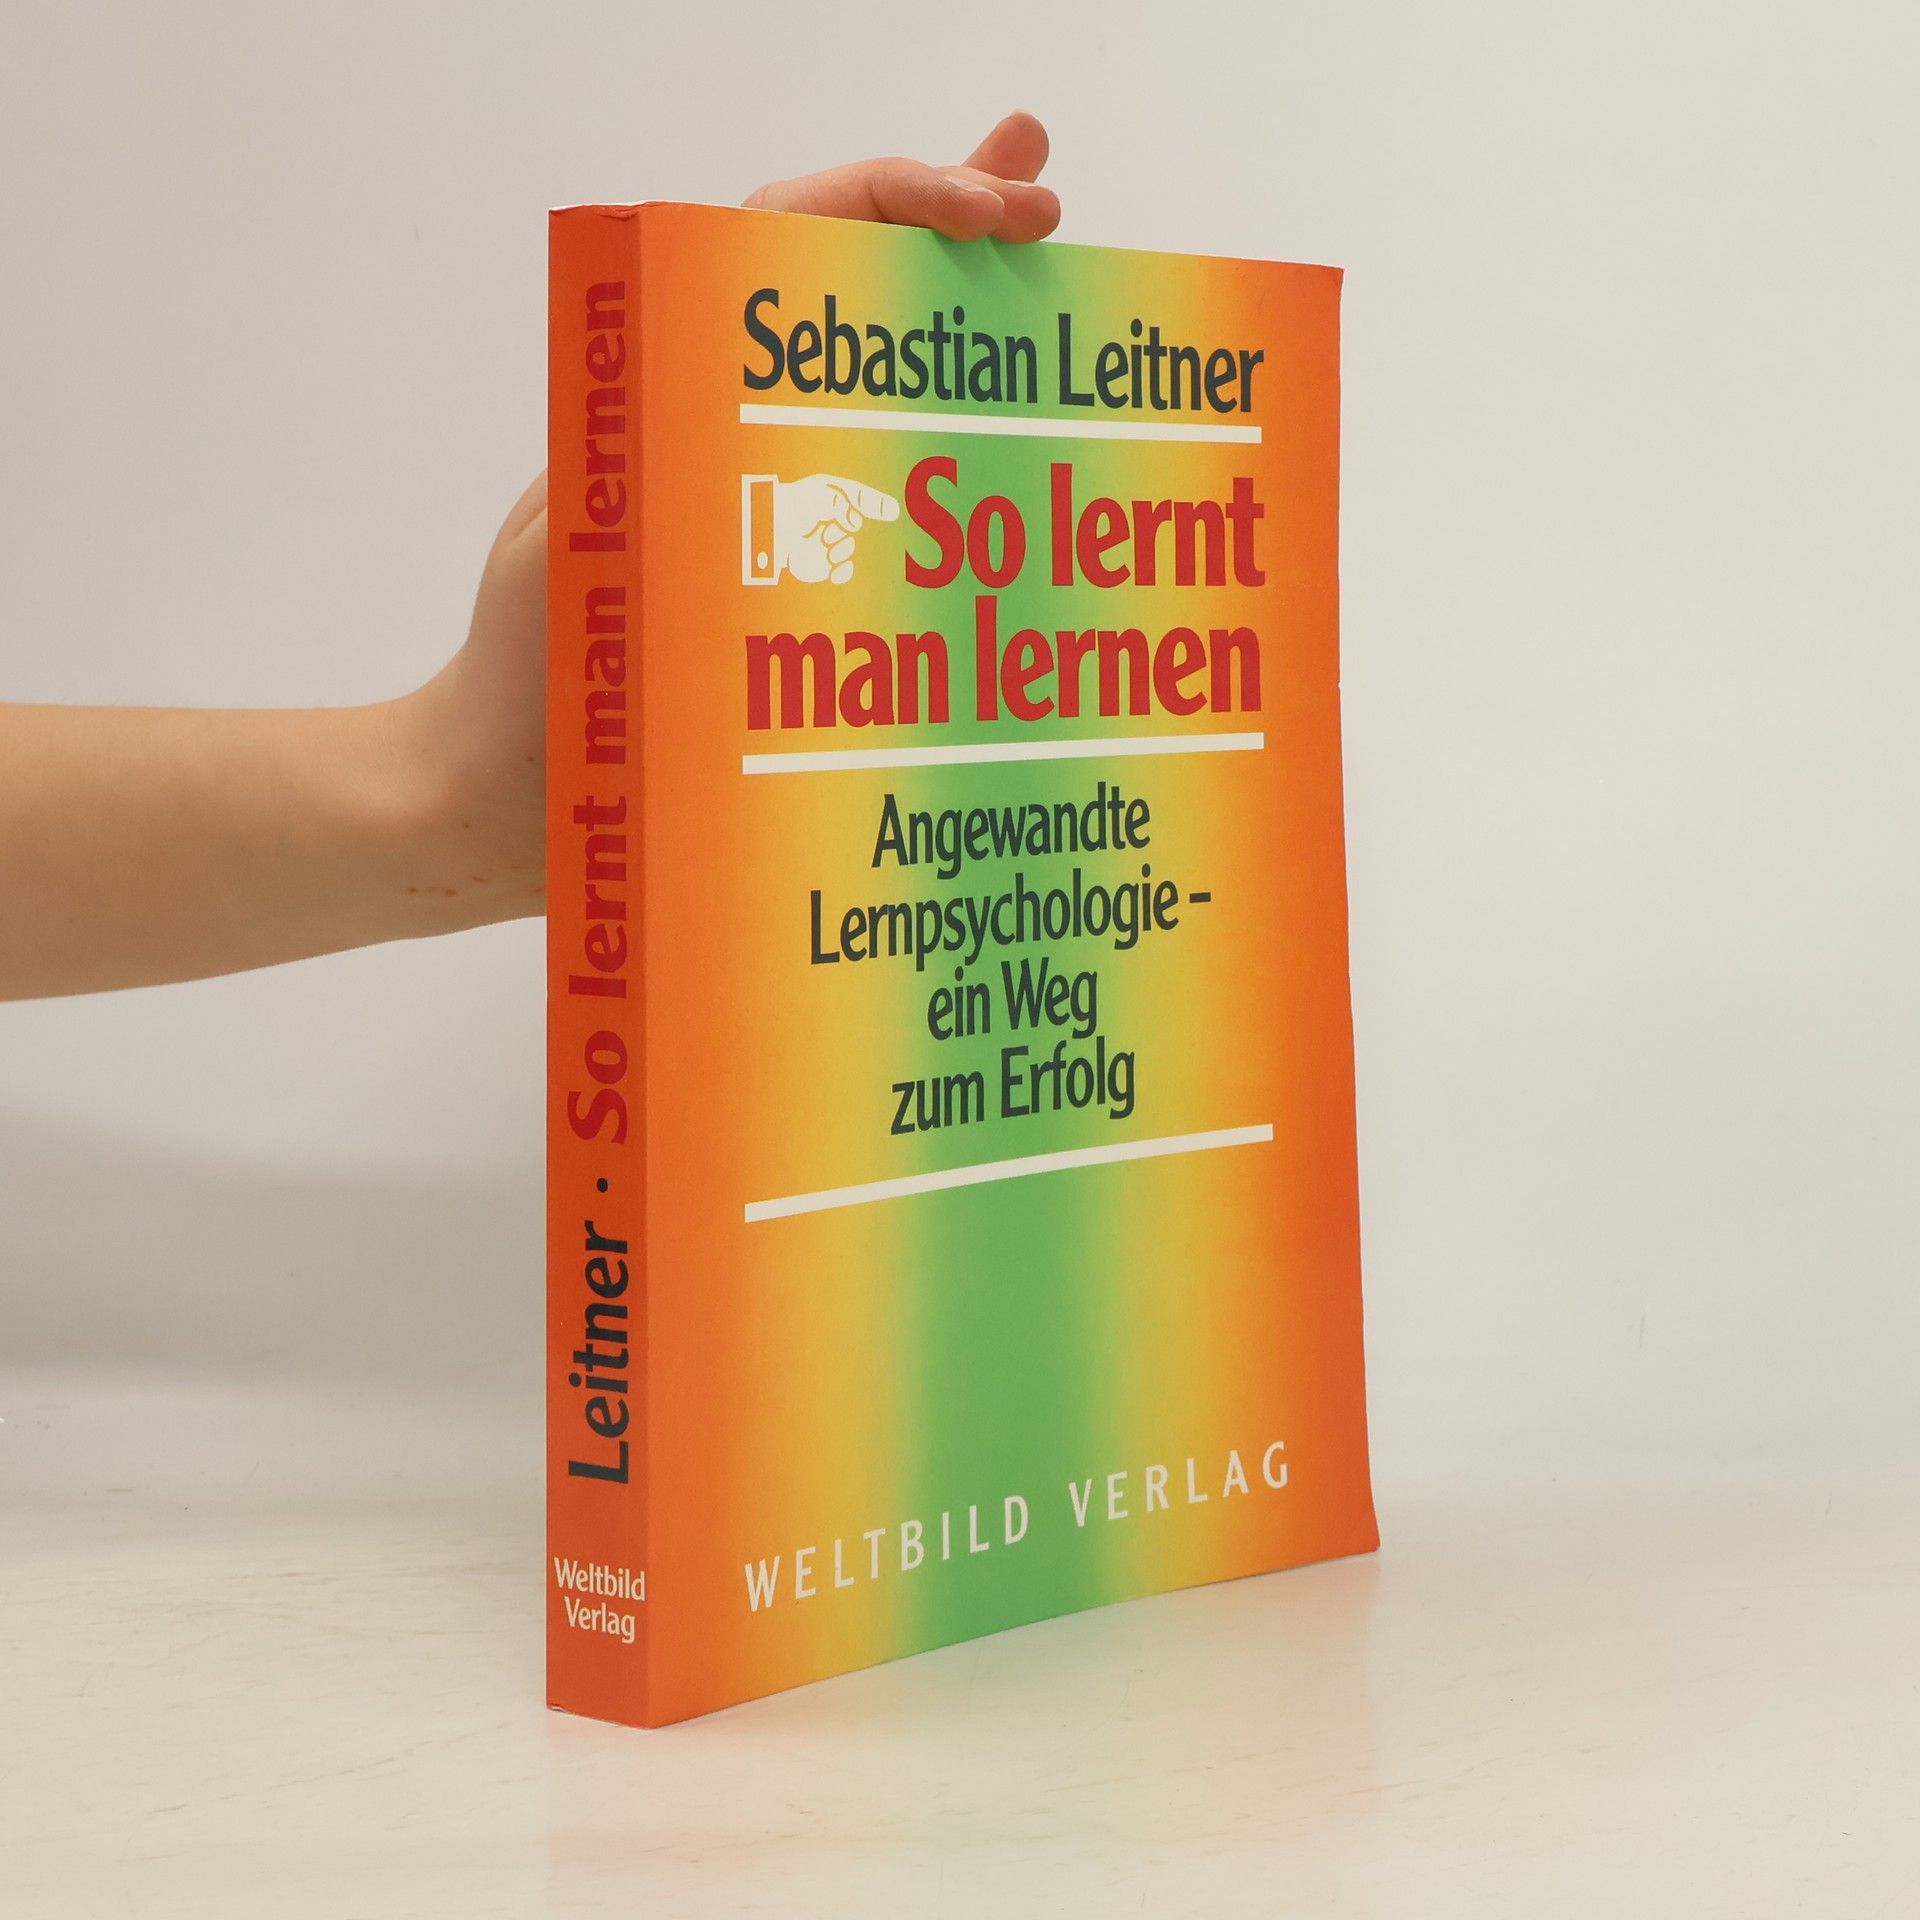 Sebastian Leitner
So lernt
man lernen
Angewandte
Lernpsychologie –
ein Weg
zum Erfolg
WELTBILD VERLAG
Leitner · So lernt man lernen
Weltbild
Verlag